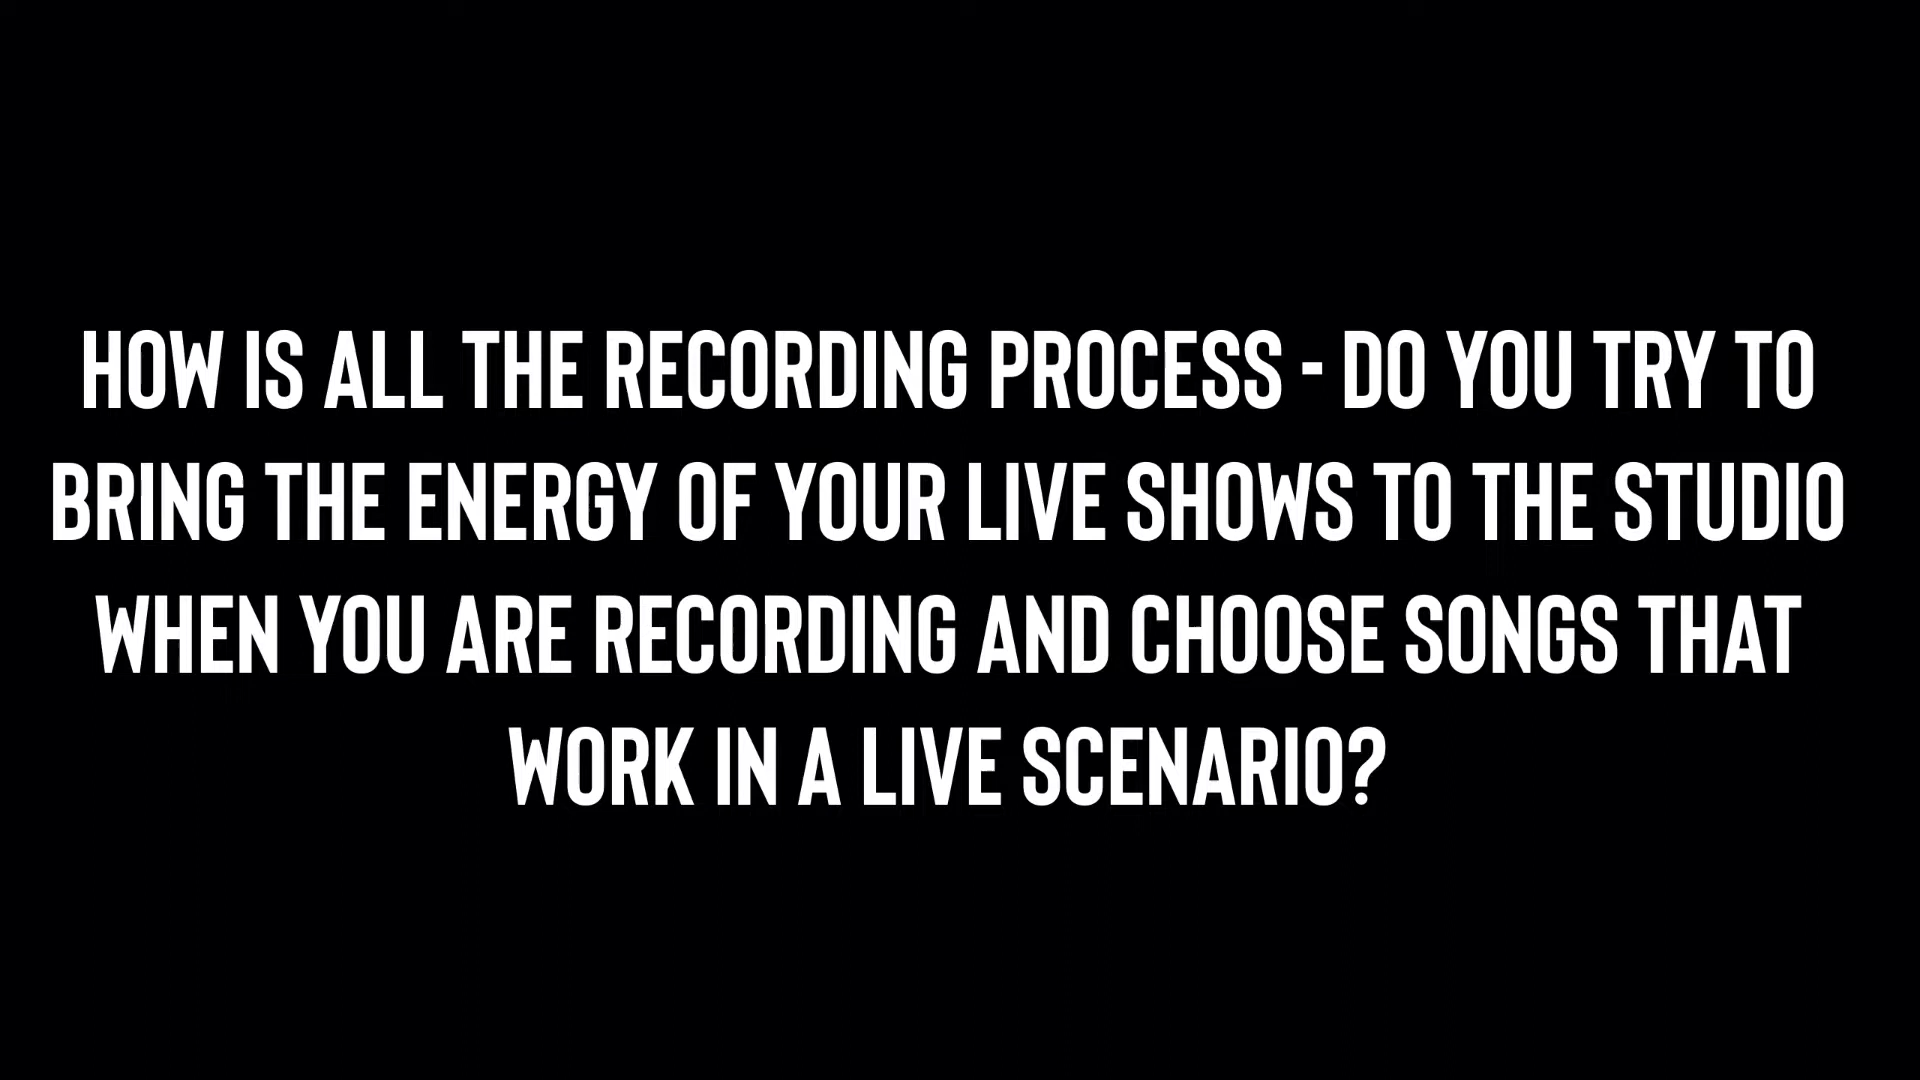 HOW IS ALL THE RECORDING PROCESS - DO YOU TRY TO
BRING THE ENERGY OF YOUR LIVE SHOWS TO THE STUDIO
WHEN YOU ARE RECORDING AND CHOOSE SONGS THAT
WORK IN A LIVE SCENARIO?